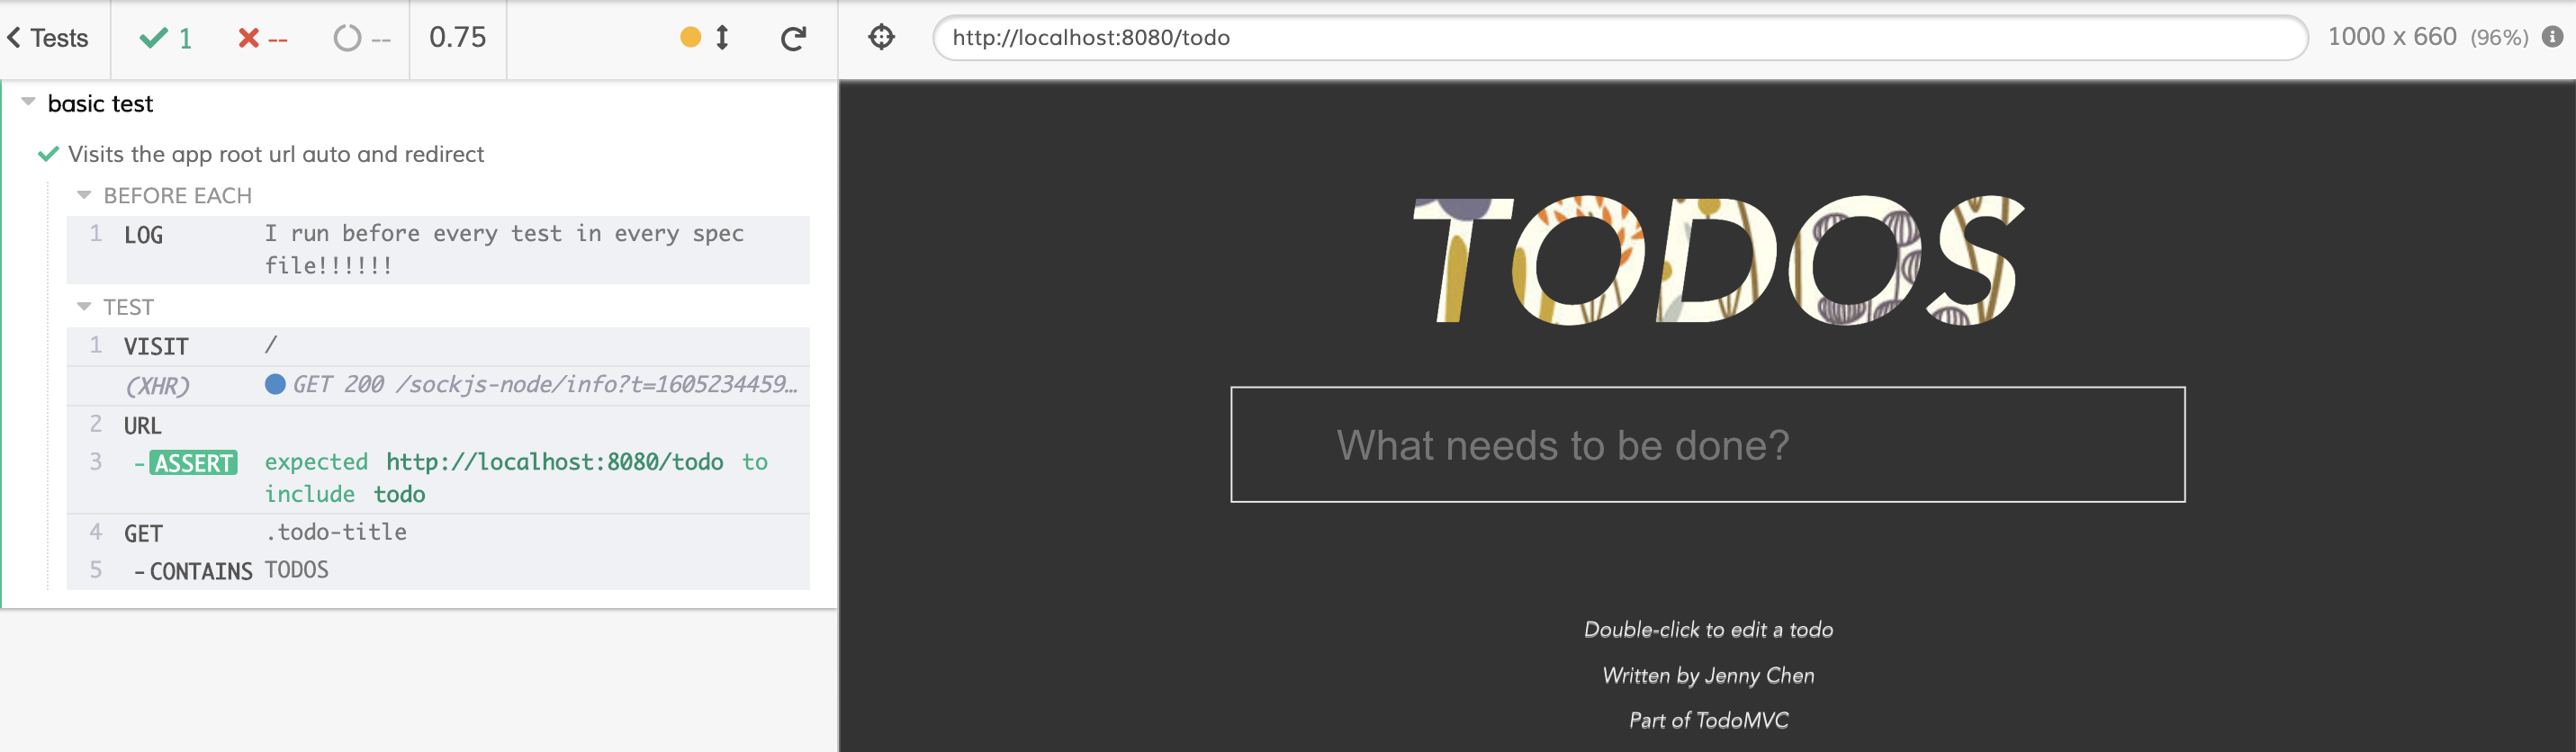 Tests 1 -- -- 0.75
http://localhost:8080/todo
1000 x 660 (96%)
basic test
Visits the app root url auto and redirect
BEFORE EACH
1 LOG I run before every test in every spec
file!!!!!!
TEST
1 VISIT /
(XHR) GET 200 /sockjs-node/info?t=1605234459…
2 URL
3 -ASSERT expected http://localhost:8080/todo to
include todo
4 GET .todo-title
5 -CONTAINS TODOS
TODOS
What needs to be done?
Double-click to edit a todo
Written by Jenny Chen
Part of TodoMVC